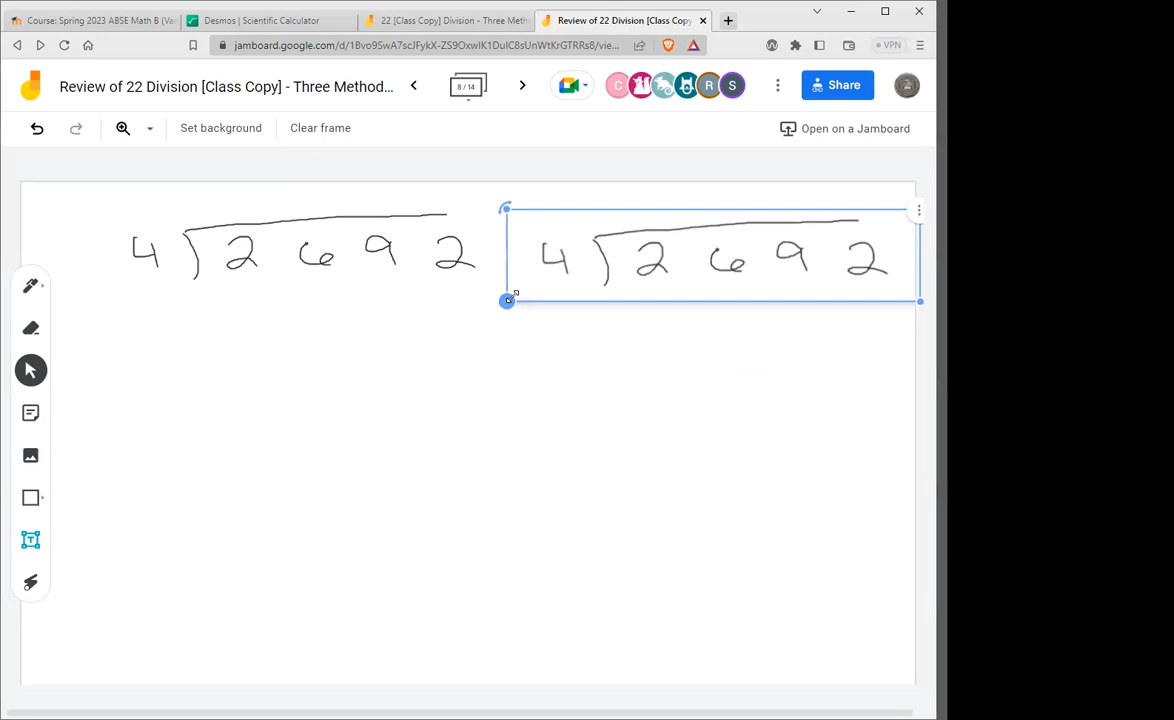 Course: Spring 2023 ABSE Math B (Va
Desmos | Scientific Calculator
22 [Class Copy] Division - Three Meth
Review of 22 Division [Class Copy
jamboard.google.com/d/1Bvo9SwA7scJFykX-ZS9OxwIK1DuIC8sUnWtKrGTRRs8/vie...
VPN
Review of 22 Division [Class Copy] - Three Method...
8 / 14
C
R
S
Share
Set background
Clear frame
Open on a Jamboard
4 2 6 9 2
4 2 6 9 2
T